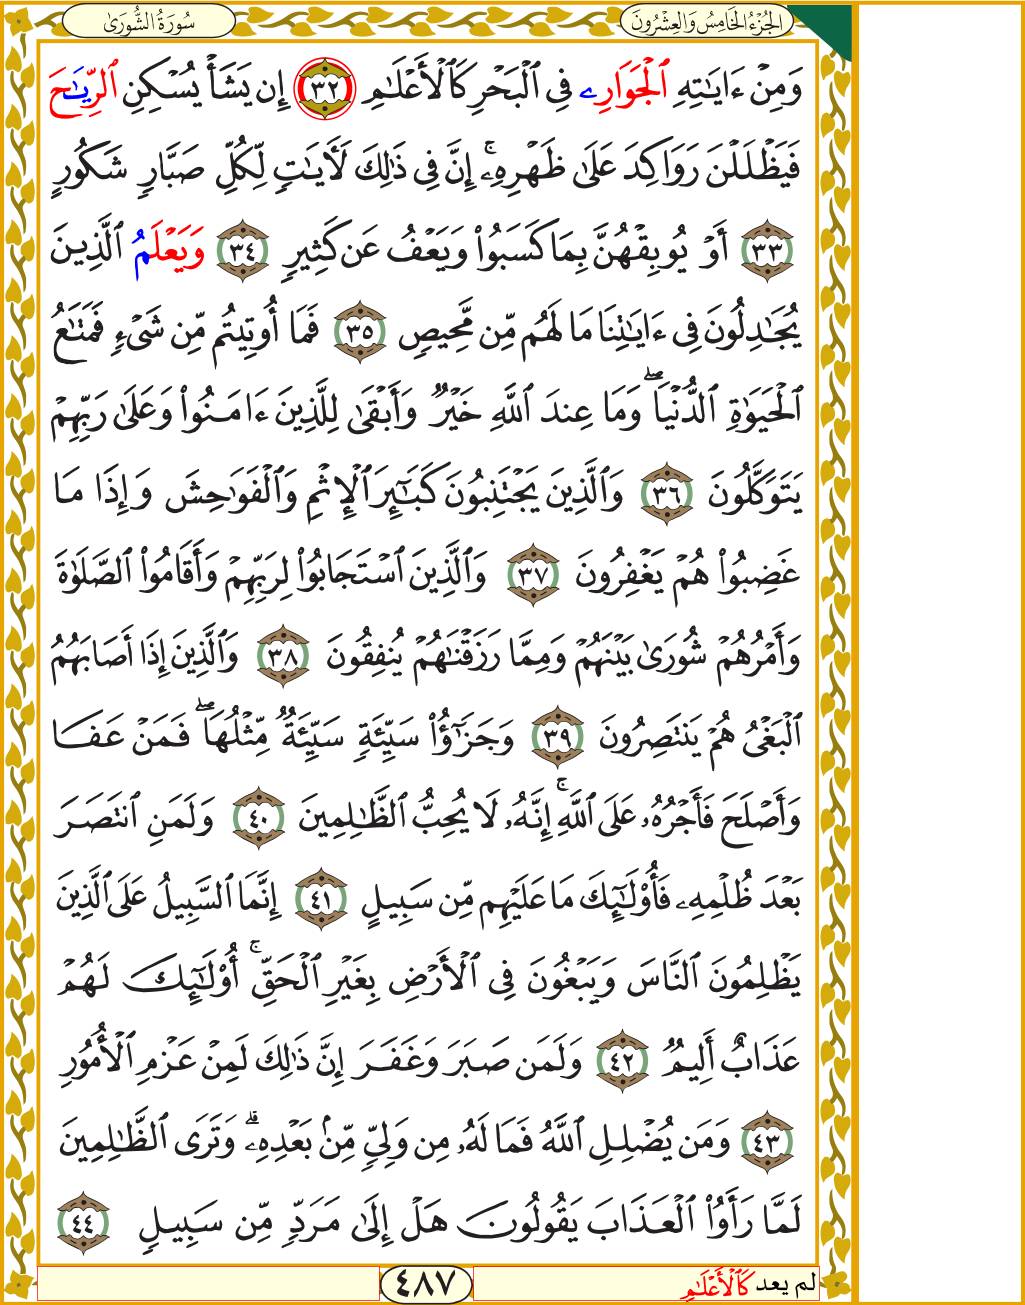 الجُزْءُ الخَامِسُ وَالعِشْرُونَ
سُورَةُ الشُّورَىٰ
وَمِنْ ءَايَٰتِهِ ٱلْجَوَارِۦ فِى ٱلْبَحْرِ كَٱلْأَعْلَٰمِ ٣٢ إِن يَشَأْ يُسْكِنِ ٱلرِّيَٰحَ
فَيَظْلَلْنَ رَوَاكِدَ عَلَىٰ ظَهْرِهِۦٓ ۚ إِنَّ فِى ذَٰلِكَ لَأٓيَٰتٍ لِّكُلِّ صَبَّارٍ شَكُورٍ
٣٣ أَوْ يُوبِقْهُنَّ بِمَا كَسَبُوا۟ وَيَعْفُ عَن كَثِيرٍ ٣٤ وَيَعْلَمُ ٱلَّذِينَ
يُجَٰدِلُونَ فِىٓ ءَايَٰتِنَا مَا لَهُم مِّن مَّحِيصٍ ٣٥ فَمَا أُوتِيتُم مِّن شَىْءٍ فَمَتَٰعُ
ٱلْحَيَوٰةِ ٱلدُّنْيَا ۖ وَمَا عِندَ ٱللَّهِ خَيْرٌ وَأَبْقَىٰ لِلَّذِينَ ءَامَنُوا۟ وَعَلَىٰ رَبِّهِمْ
يَتَوَكَّلُونَ ٣٦ وَٱلَّذِينَ يَجْتَنِبُونَ كَبَٰٓئِرَ ٱلْإِثْمِ وَٱلْفَوَٰحِشَ وَإِذَا مَا
غَضِبُوا۟ هُمْ يَغْفِرُونَ ٣٧ وَٱلَّذِينَ ٱسْتَجَابُوا۟ لِرَبِّهِمْ وَأَقَامُوا۟ ٱلصَّلَوٰةَ
وَأَمْرُهُمْ شُورَىٰ بَيْنَهُمْ وَمِمَّا رَزَقْنَٰهُمْ يُنفِقُونَ ٣٨ وَٱلَّذِينَ إِذَا أَصَابَهُمُ
ٱلْبَغْىُ هُمْ يَنتَصِرُونَ ٣٩ وَجَزَٰٓؤُا۟ سَيِّئَةٍ سَيِّئَةٌ مِّثْلُهَا ۖ فَمَنْ عَفَا
وَأَصْلَحَ فَأَجْرُهُۥ عَلَى ٱللَّهِ ۚ إِنَّهُۥ لَا يُحِبُّ ٱلظَّٰلِمِينَ ٤٠ وَلَمَنِ ٱنتَصَرَ
بَعْدَ ظُلْمِهِۦ فَأُو۟لَٰٓئِكَ مَا عَلَيْهِم مِّن سَبِيلٍ ٤١ إِنَّمَا ٱلسَّبِيلُ عَلَى ٱلَّذِينَ
يَظْلِمُونَ ٱلنَّاسَ وَيَبْغُونَ فِى ٱلْأَرْضِ بِغَيْرِ ٱلْحَقِّ ۚ أُو۟لَٰٓئِكَ لَهُمْ
عَذَابٌ أَلِيمٌ ٤٢ وَلَمَن صَبَرَ وَغَفَرَ إِنَّ ذَٰلِكَ لَمِنْ عَزْمِ ٱلْأُمُورِ
٤٣ وَمَن يُضْلِلِ ٱللَّهُ فَمَا لَهُۥ مِن وَلِىٍّ مِّنۢ بَعْدِهِۦ ۗ وَتَرَى ٱلظَّٰلِمِينَ
لَمَّا رَأَوُا۟ ٱلْعَذَابَ يَقُولُونَ هَلْ إِلَىٰ مَرَدٍّ مِّن سَبِيلٍ ٤٤
لم يعد كَٱلْأَعْلَٰمِ
٤٨٧